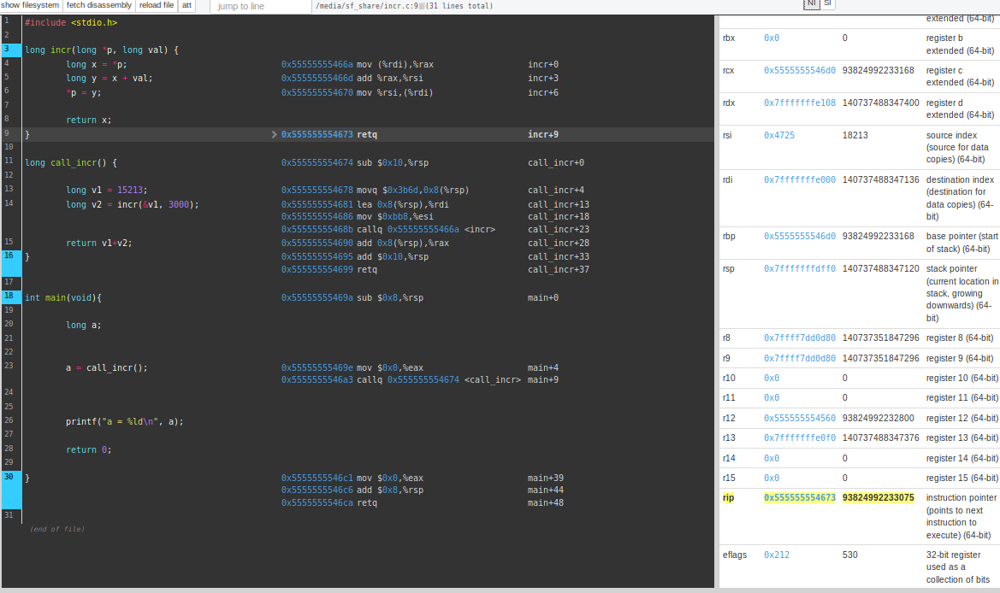 show filesystem fetch disassembly reload file att jump to line /media/sf_share/incr.c:9 (31 lines total) NI SI
1 #include <stdio.h>
2
3 long incr(long *p, long val) {
4 long x = *p; 0x55555555466a mov (%rdi),%rax incr+0
5 long y = x + val; 0x55555555466d add %rax,%rsi incr+3
6 *p = y; 0x555555554670 mov %rsi,(%rdi) incr+6
7
8 return x;
9 } 0x555555554673 retq incr+9
10
11 long call_incr() { 0x555555554674 sub $0x10,%rsp call_incr+0
12
13 long v1 = 15213; 0x555555554678 movq $0x3b6d,0x8(%rsp) call_incr+4
14 long v2 = incr(&v1, 3000); 0x555555554681 lea 0x8(%rsp),%rdi call_incr+13
0x555555554686 mov $0xbb8,%esi call_incr+18
0x55555555468b callq 0x55555555466a <incr> call_incr+23
15 return v1+v2; 0x555555554690 add 0x8(%rsp),%rax call_incr+28
16 } 0x555555554695 add $0x10,%rsp call_incr+33
0x555555554699 retq call_incr+37
17
18 int main(void){ 0x55555555469a sub $0x8,%rsp main+0
19
20 long a;
21
22
23 a = call_incr(); 0x55555555469e mov $0x0,%eax main+4
0x5555555546a3 callq 0x555555554674 <call_incr> main+9
24
25
26 printf("a = %ld\n", a);
27
28 return 0;
29
30 } 0x5555555546c1 mov $0x0,%eax main+39
0x5555555546c6 add $0x8,%rsp main+44
0x5555555546ca retq main+48
31
(end of file)
extended (64-bit)
rbx 0x0 0 register b
extended (64-bit)
rcx 0x5555555546d0 93824992233168 register c
extended (64-bit)
rdx 0x7fffffffe108 140737488347400 register d
extended (64-bit)
rsi 0x4725 18213 source index
(source for data
copies) (64-bit)
rdi 0x7fffffffe000 140737488347136 destination index
(destination for
data copies) (64-
bit)
rbp 0x5555555546d0 93824992233168 base pointer (start
of stack) (64-bit)
rsp 0x7fffffffdff0 140737488347120 stack pointer
(current location in
stack, growing
downwards) (64-
bit)
r8 0x7ffff7dd0d80 140737351847296 register 8 (64-bit)
r9 0x7ffff7dd0d80 140737351847296 register 9 (64-bit)
r10 0x0 0 register 10 (64-bit)
r11 0x0 0 register 11 (64-bit)
r12 0x555555554560 93824992232800 register 12 (64-bit)
r13 0x7fffffffe0f0 140737488347376 register 13 (64-bit)
r14 0x0 0 register 14 (64-bit)
r15 0x0 0 register 15 (64-bit)
rip 0x555555554673 93824992233075 instruction pointer
(points to next
instruction to
execute) (64-bit)
eflags 0x212 530 32-bit register
used as a
collection of bits